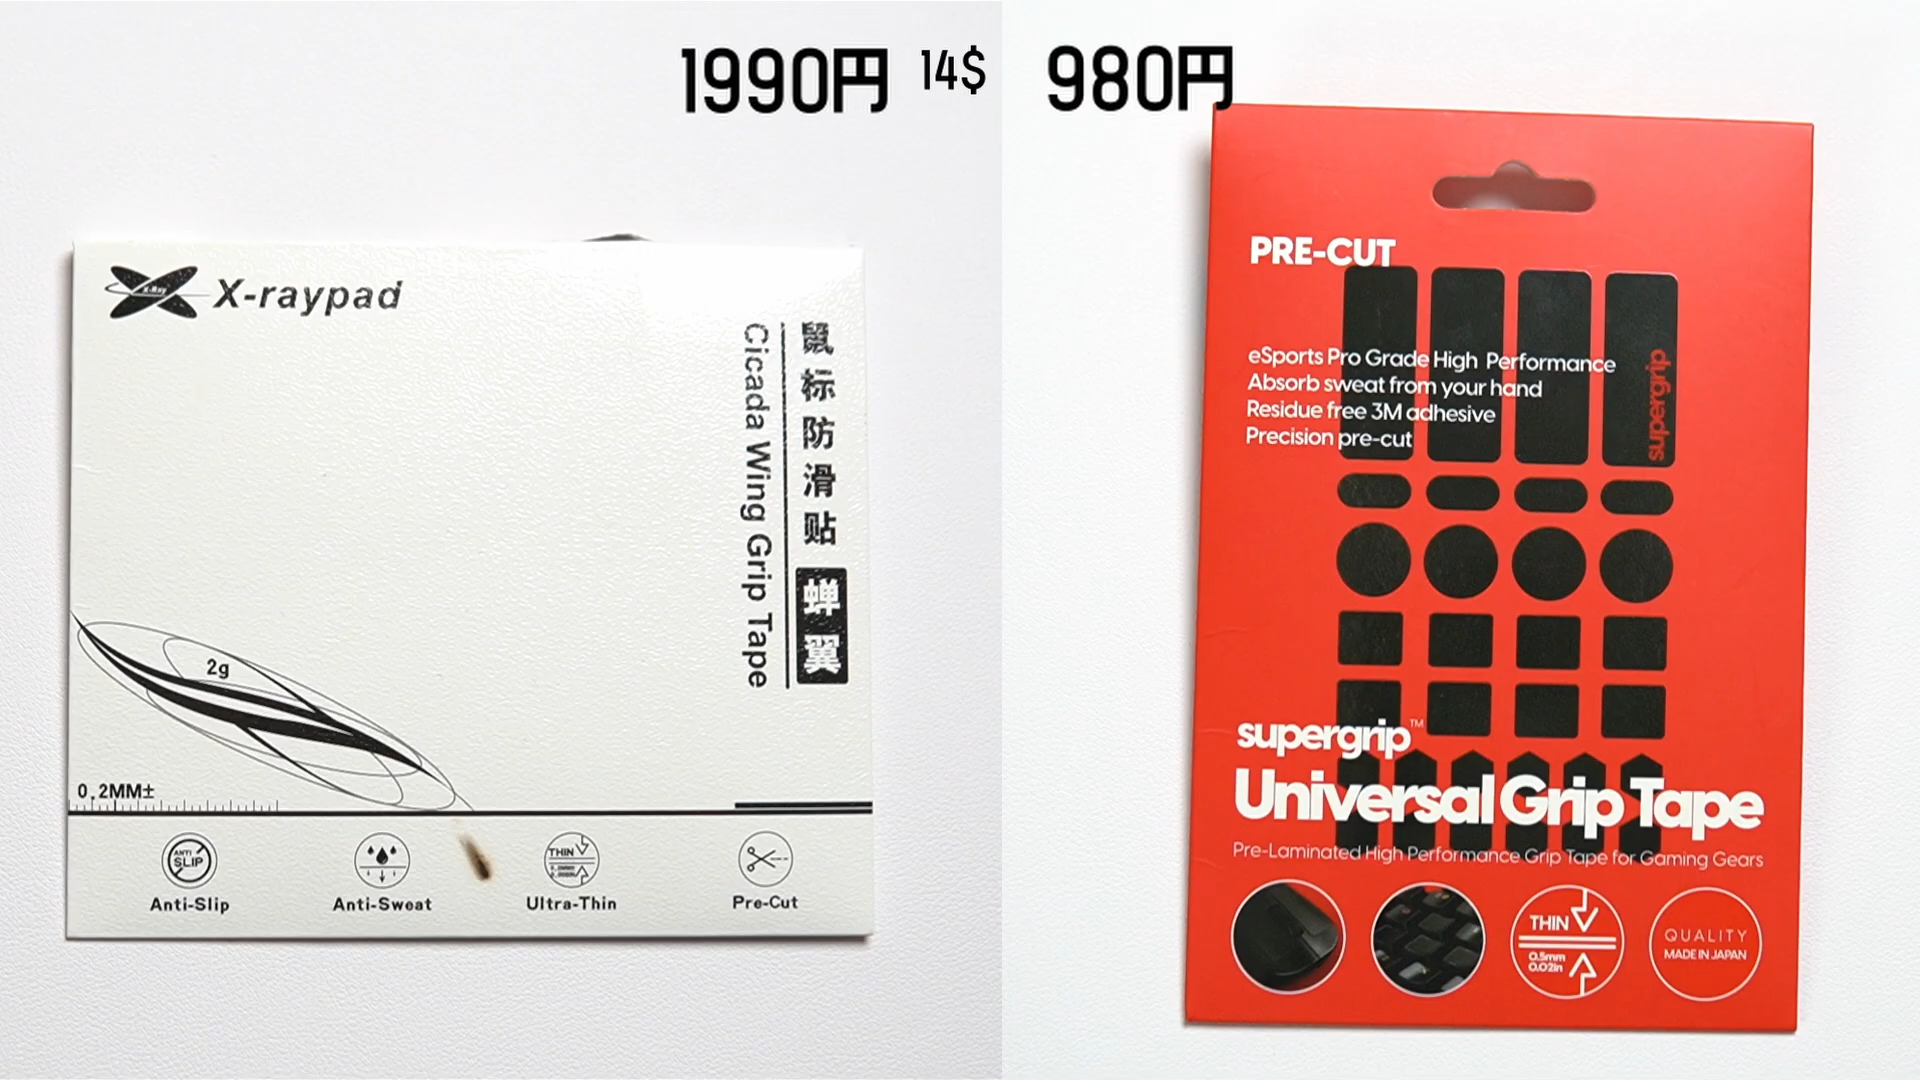 1990円 14$
X-raypad
鼠标防滑贴 蝉翼
Cicada Wing Grip Tape
2g
0.2MM±
ANTI
SLIP
THIN
Anti-Slip
Anti-Sweat
Ultra-Thin
Pre-Cut
980円
PRE-CUT
eSports Pro Grade High Performance
Absorb sweat from your hand
Residue free 3M adhesive
Precision pre-cut
supergrip
supergrip™
Universal Grip Tape
Pre-Laminated High Performance Grip Tape for Gaming Gears
THIN
0.5mm
0.02in
QUALITY
MADE IN JAPAN